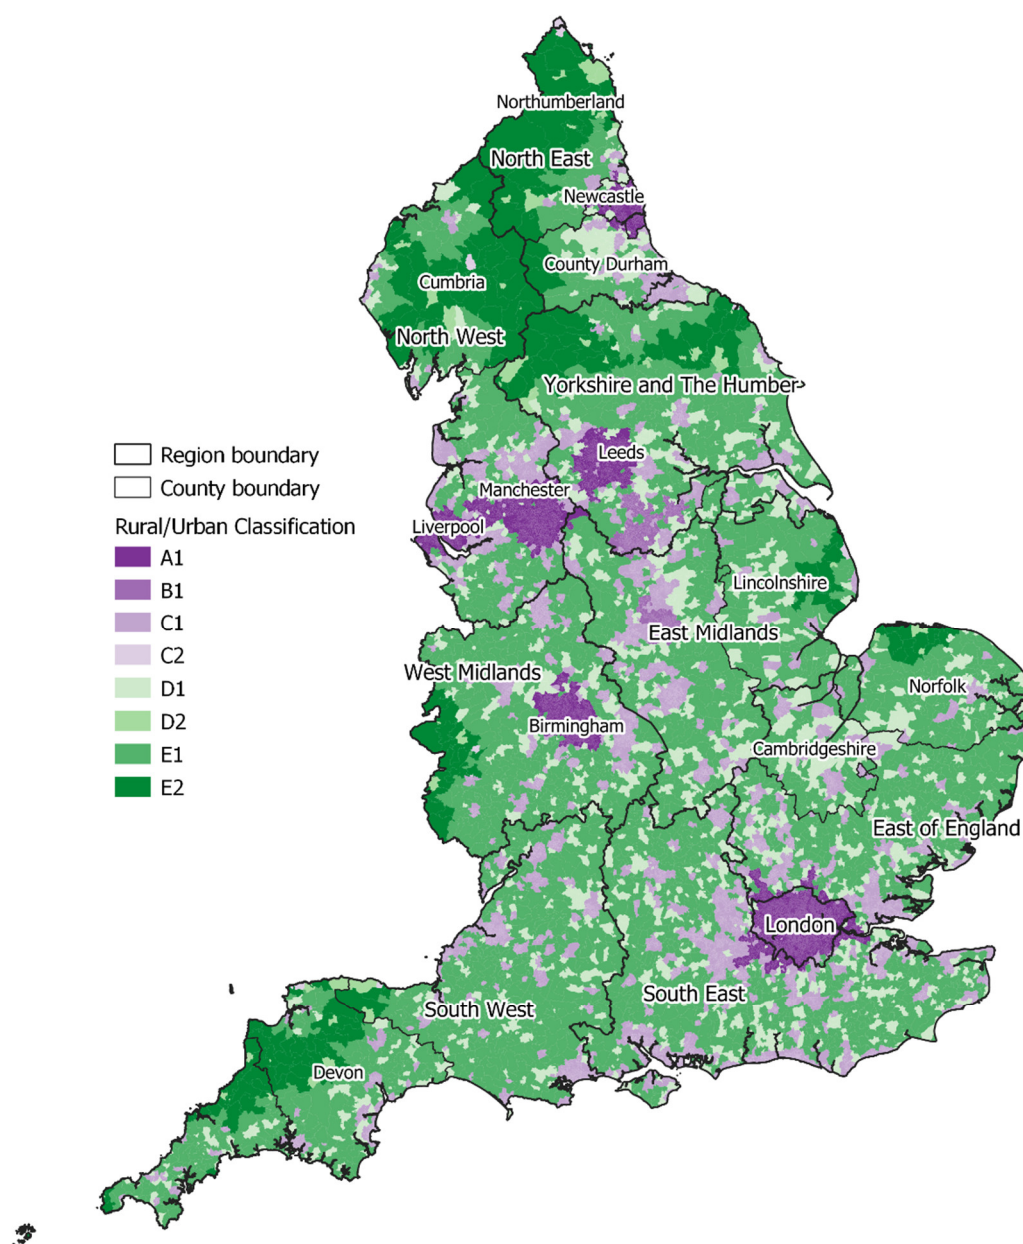 Northumberland
North East
Newcastle
County Durham
Cumbria
North West
Yorkshire and The Humber
Region boundary
County boundary
Rural/Urban Classification
A1
B1
C1
C2
D1
D2
E1
E2
Leeds
Manchester
Liverpool
Lincolnshire
East Midlands
West Midlands
Norfolk
Birmingham
Cambridgeshire
East of England
London
South East
South West
Devon